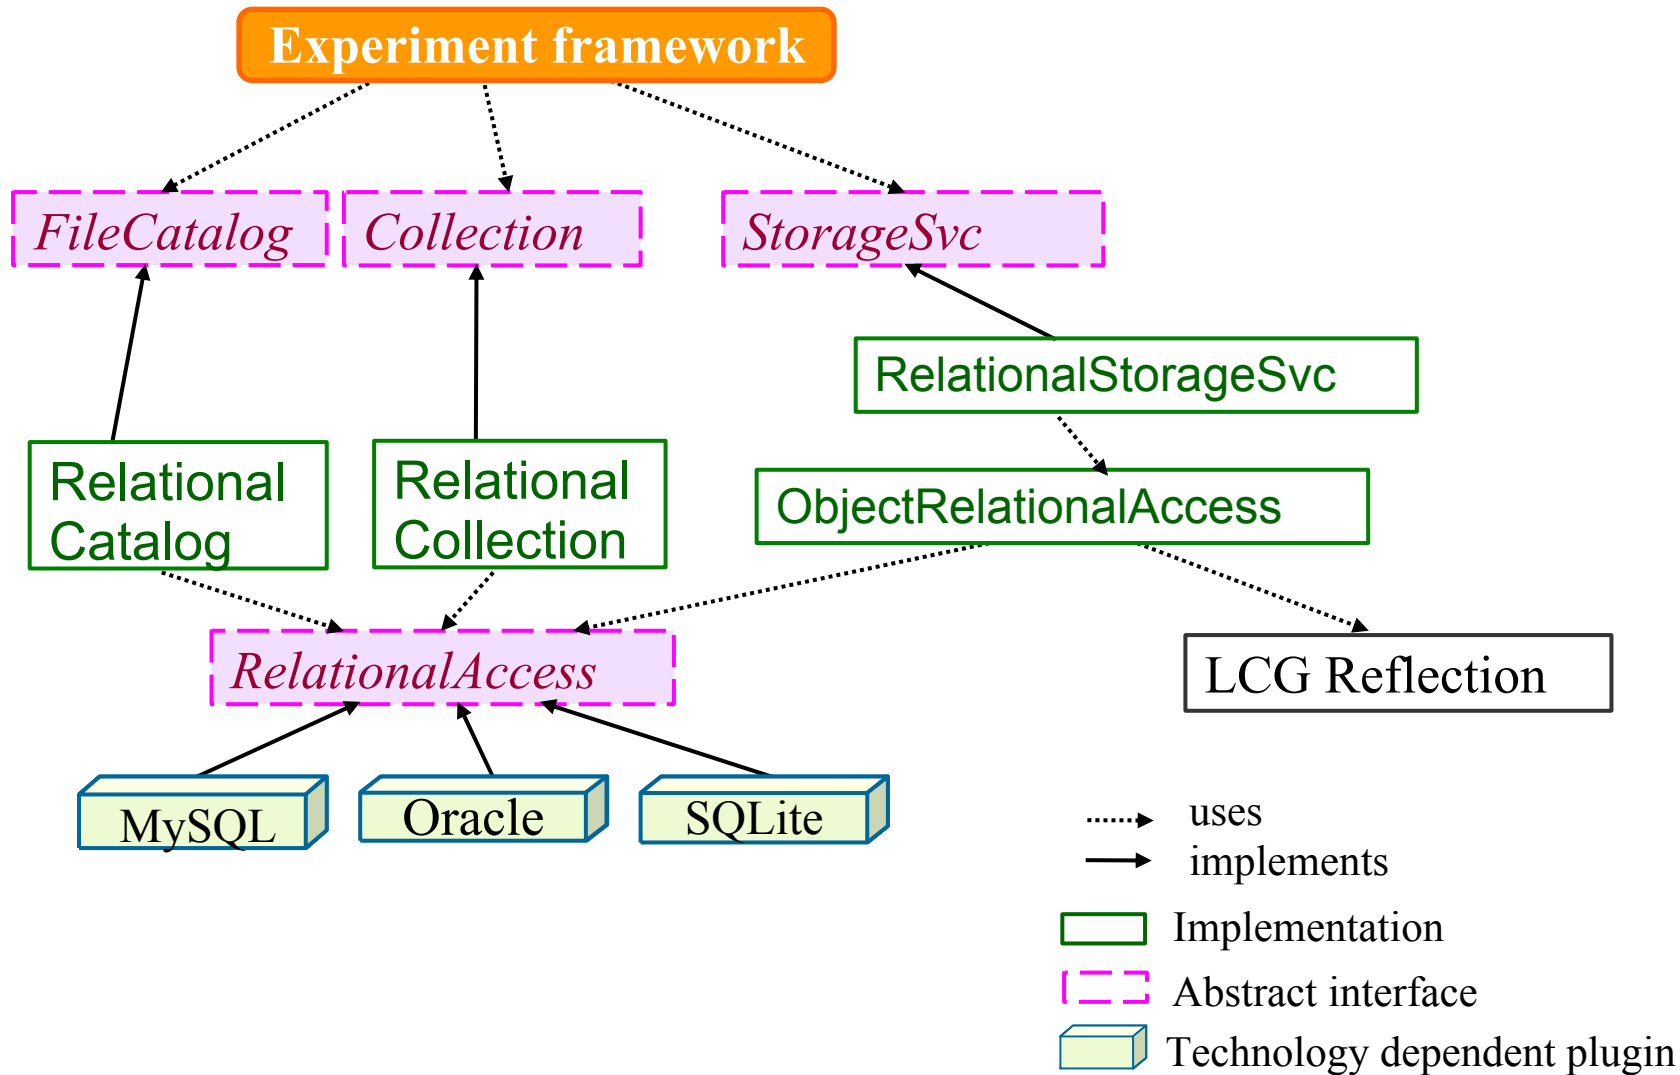 Experiment framework
FileCatalog
Collection
StorageSvc
RelationalStorageSvc
Relational
Catalog
Relational
Collection
ObjectRelationalAccess
RelationalAccess
LCG Reflection
MySQL
Oracle
SQLite
uses
implements
Implementation
Abstract interface
Technology dependent plugin